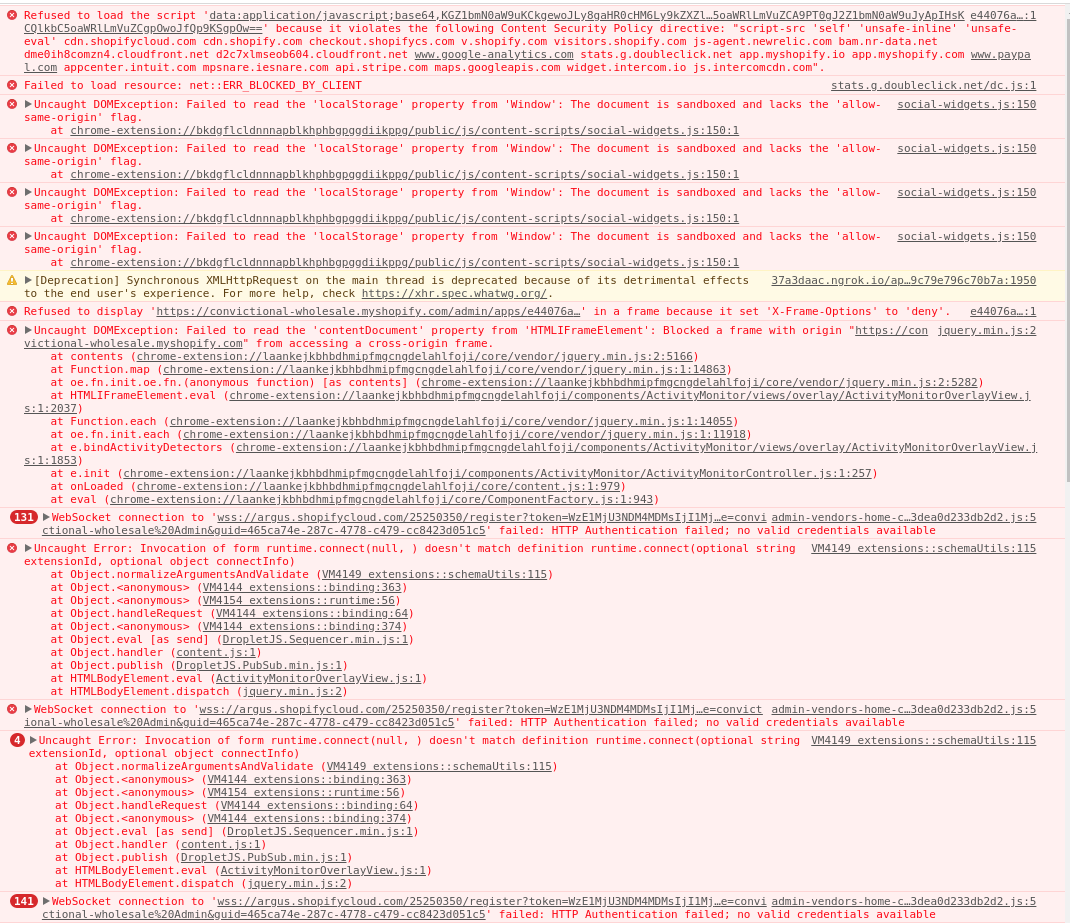 Refused to load the script 'data:application/javascript;base64,KGZ1bmN0aW9uKCkgewoJLy8gaHR0cHM6Ly9kZXZl…5oaWRlLmVuZCA9PT0gJ2Z1bmN0aW9uJyApIHsK e44076a…:1
CQlkbC5oaWRlLmVuZCgpOwoJfQp9KSgpOw==' because it violates the following Content Security Policy directive: "script-src 'self' 'unsafe-inline' 'unsafe-
eval' cdn.shopifycloud.com cdn.shopify.com checkout.shopifycs.com v.shopify.com visitors.shopify.com js-agent.newrelic.com bam.nr-data.net
dme0ih8comzn4.cloudfront.net d2c7xlmseob604.cloudfront.net www.google-analytics.com stats.g.doubleclick.net app.myshopify.io app.myshopify.com www.paypa
l.com appcenter.intuit.com mpsnare.iesnare.com api.stripe.com maps.googleapis.com widget.intercom.io js.intercomcdn.com".
Failed to load resource: net::ERR_BLOCKED_BY_CLIENT stats.g.doubleclick.net/dc.js:1
Uncaught DOMException: Failed to read the 'localStorage' property from 'Window': The document is sandboxed and lacks the 'allow- social-widgets.js:150
same-origin' flag.
at chrome-extension://bkdgflcldnnnapblkhphbgpggdiikppg/public/js/content-scripts/social-widgets.js:150:1
Uncaught DOMException: Failed to read the 'localStorage' property from 'Window': The document is sandboxed and lacks the 'allow- social-widgets.js:150
same-origin' flag.
at chrome-extension://bkdgflcldnnnapblkhphbgpggdiikppg/public/js/content-scripts/social-widgets.js:150:1
Uncaught DOMException: Failed to read the 'localStorage' property from 'Window': The document is sandboxed and lacks the 'allow- social-widgets.js:150
same-origin' flag.
at chrome-extension://bkdgflcldnnnapblkhphbgpggdiikppg/public/js/content-scripts/social-widgets.js:150:1
Uncaught DOMException: Failed to read the 'localStorage' property from 'Window': The document is sandboxed and lacks the 'allow- social-widgets.js:150
same-origin' flag.
at chrome-extension://bkdgflcldnnnapblkhphbgpggdiikppg/public/js/content-scripts/social-widgets.js:150:1
[Deprecation] Synchronous XMLHttpRequest on the main thread is deprecated because of its detrimental effects 37a3daac.ngrok.io/ap…9c79e796c70b7a:1950
to the end user's experience. For more help, check https://xhr.spec.whatwg.org/.
Refused to display 'https://convictional-wholesale.myshopify.com/admin/apps/e44076a…' in a frame because it set 'X-Frame-Options' to 'deny'. e44076a…:1
Uncaught DOMException: Failed to read the 'contentDocument' property from 'HTMLIFrameElement': Blocked a frame with origin "https://con jquery.min.js:2
victional-wholesale.myshopify.com" from accessing a cross-origin frame.
at contents (chrome-extension://laankejkbhbdhmipfmgcngdelahlfoji/core/vendor/jquery.min.js:2:5166)
at Function.map (chrome-extension://laankejkbhbdhmipfmgcngdelahlfoji/core/vendor/jquery.min.js:1:14863)
at oe.fn.init.oe.fn.(anonymous function) [as contents] (chrome-extension://laankejkbhbdhmipfmgcngdelahlfoji/core/vendor/jquery.min.js:2:5282)
at HTMLIFrameElement.eval (chrome-extension://laankejkbhbdhmipfmgcngdelahlfoji/components/ActivityMonitor/views/overlay/ActivityMonitorOverlayView.j
s:1:2037)
at Function.each (chrome-extension://laankejkbhbdhmipfmgcngdelahlfoji/core/vendor/jquery.min.js:1:14055)
at oe.fn.init.each (chrome-extension://laankejkbhbdhmipfmgcngdelahlfoji/core/vendor/jquery.min.js:1:11918)
at e.bindActivityDetectors (chrome-extension://laankejkbhbdhmipfmgcngdelahlfoji/components/ActivityMonitor/views/overlay/ActivityMonitorOverlayView.j
s:1:1853)
at e.init (chrome-extension://laankejkbhbdhmipfmgcngdelahlfoji/components/ActivityMonitor/ActivityMonitorController.js:1:257)
at onLoaded (chrome-extension://laankejkbhbdhmipfmgcngdelahlfoji/core/content.js:1:979)
at eval (chrome-extension://laankejkbhbdhmipfmgcngdelahlfoji/core/ComponentFactory.js:1:943)
131 WebSocket connection to 'wss://argus.shopifycloud.com/25250350/register?token=WzE1MjU3NDM4MDMsIjI1Mj…e=convi admin-vendors-home-c…3dea0d233db2d2.js:5
ctional-wholesale%20Admin&guid=465ca74e-287c-4778-c479-cc8423d051c5' failed: HTTP Authentication failed; no valid credentials available
Uncaught Error: Invocation of form runtime.connect(null, ) doesn't match definition runtime.connect(optional string VM4149 extensions::schemaUtils:115
extensionId, optional object connectInfo)
at Object.normalizeArgumentsAndValidate (VM4149 extensions::schemaUtils:115)
at Object.<anonymous> (VM4144 extensions::binding:363)
at Object.<anonymous> (VM4154 extensions::runtime:56)
at Object.handleRequest (VM4144 extensions::binding:64)
at Object.<anonymous> (VM4144 extensions::binding:374)
at Object.eval [as send] (DropletJS.Sequencer.min.js:1)
at Object.handler (content.js:1)
at Object.publish (DropletJS.PubSub.min.js:1)
at HTMLBodyElement.eval (ActivityMonitorOverlayView.js:1)
at HTMLBodyElement.dispatch (jquery.min.js:2)
WebSocket connection to 'wss://argus.shopifycloud.com/25250350/register?token=WzE1MjU3NDM4MDMsIjI1Mj…e=convict admin-vendors-home-c…3dea0d233db2d2.js:5
ional-wholesale%20Admin&guid=465ca74e-287c-4778-c479-cc8423d051c5' failed: HTTP Authentication failed; no valid credentials available
4 Uncaught Error: Invocation of form runtime.connect(null, ) doesn't match definition runtime.connect(optional string VM4149 extensions::schemaUtils:115
extensionId, optional object connectInfo)
at Object.normalizeArgumentsAndValidate (VM4149 extensions::schemaUtils:115)
at Object.<anonymous> (VM4144 extensions::binding:363)
at Object.<anonymous> (VM4154 extensions::runtime:56)
at Object.handleRequest (VM4144 extensions::binding:64)
at Object.<anonymous> (VM4144 extensions::binding:374)
at Object.eval [as send] (DropletJS.Sequencer.min.js:1)
at Object.handler (content.js:1)
at Object.publish (DropletJS.PubSub.min.js:1)
at HTMLBodyElement.eval (ActivityMonitorOverlayView.js:1)
at HTMLBodyElement.dispatch (jquery.min.js:2)
141 WebSocket connection to 'wss://argus.shopifycloud.com/25250350/register?token=WzE1MjU3NDM4MDMsIjI1Mj…e=convi admin-vendors-home-c…3dea0d233db2d2.js:5
ctional-wholesale%20Admin&guid=465ca74e-287c-4778-c479-cc8423d051c5' failed: HTTP Authentication failed; no valid credentials available